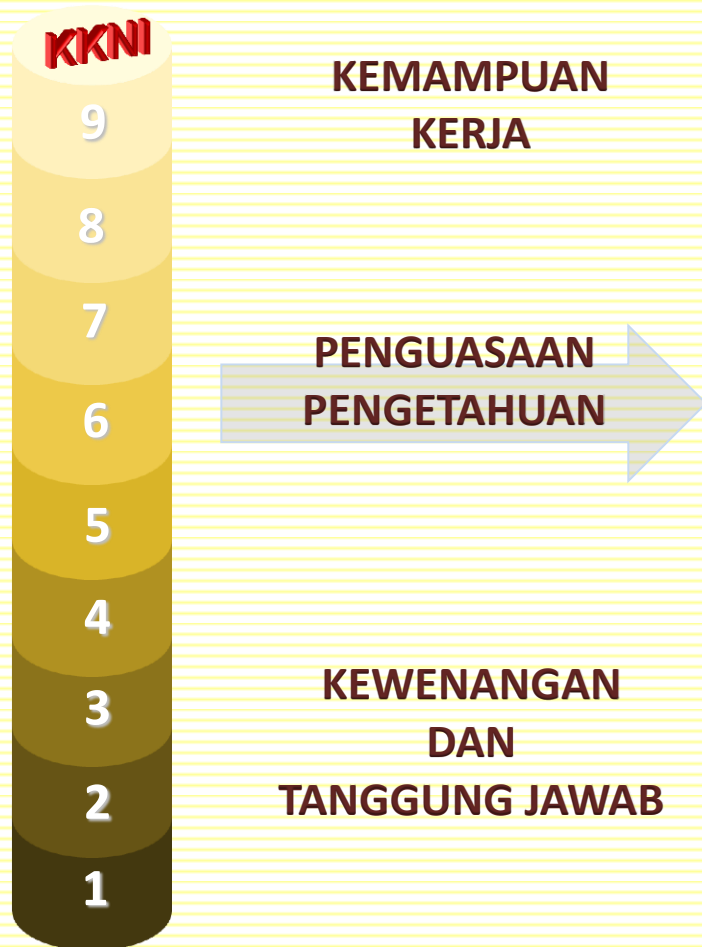 KKNI
9
8
7
6
5
4
3
2
1
KEMAMPUAN
KERJA
PENGUASAAN
PENGETAHUAN
KEWENANGAN
DAN
TANGGUNG JAWAB